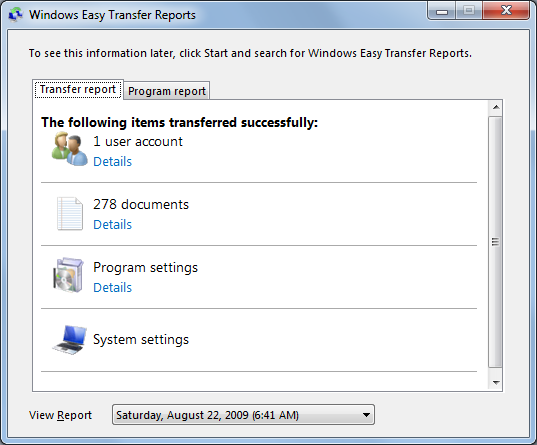 Windows Easy Transfer Reports
To see this information later, click Start and search for Windows Easy Transfer Reports.
Transfer report
Program report
The following items transferred successfully:
1 user account
Details
278 documents
Details
Program settings
Details
System settings
View Report
Saturday, August 22, 2009 (6:41 AM)